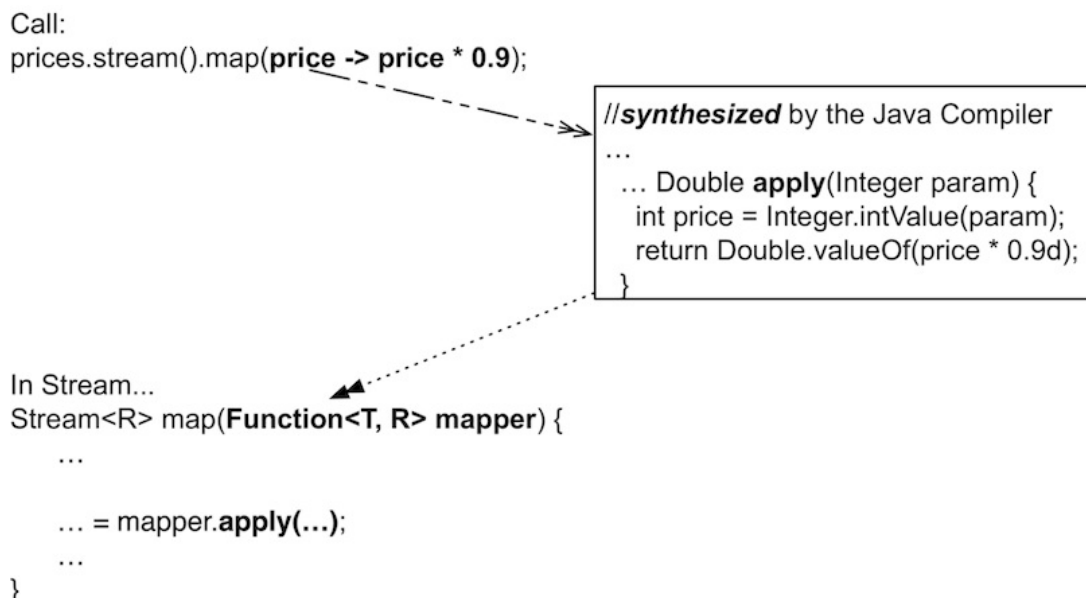 Call:
prices.stream().map(price -> price * 0.9);
//synthesized by the Java Compiler
…
… Double apply(Integer param) {
int price = Integer.intValue(param);
return Double.valueOf(price * 0.9d);
}
In Stream...
Stream<R> map(Function<T, R> mapper) {
…
… = mapper.apply(…);
…
}